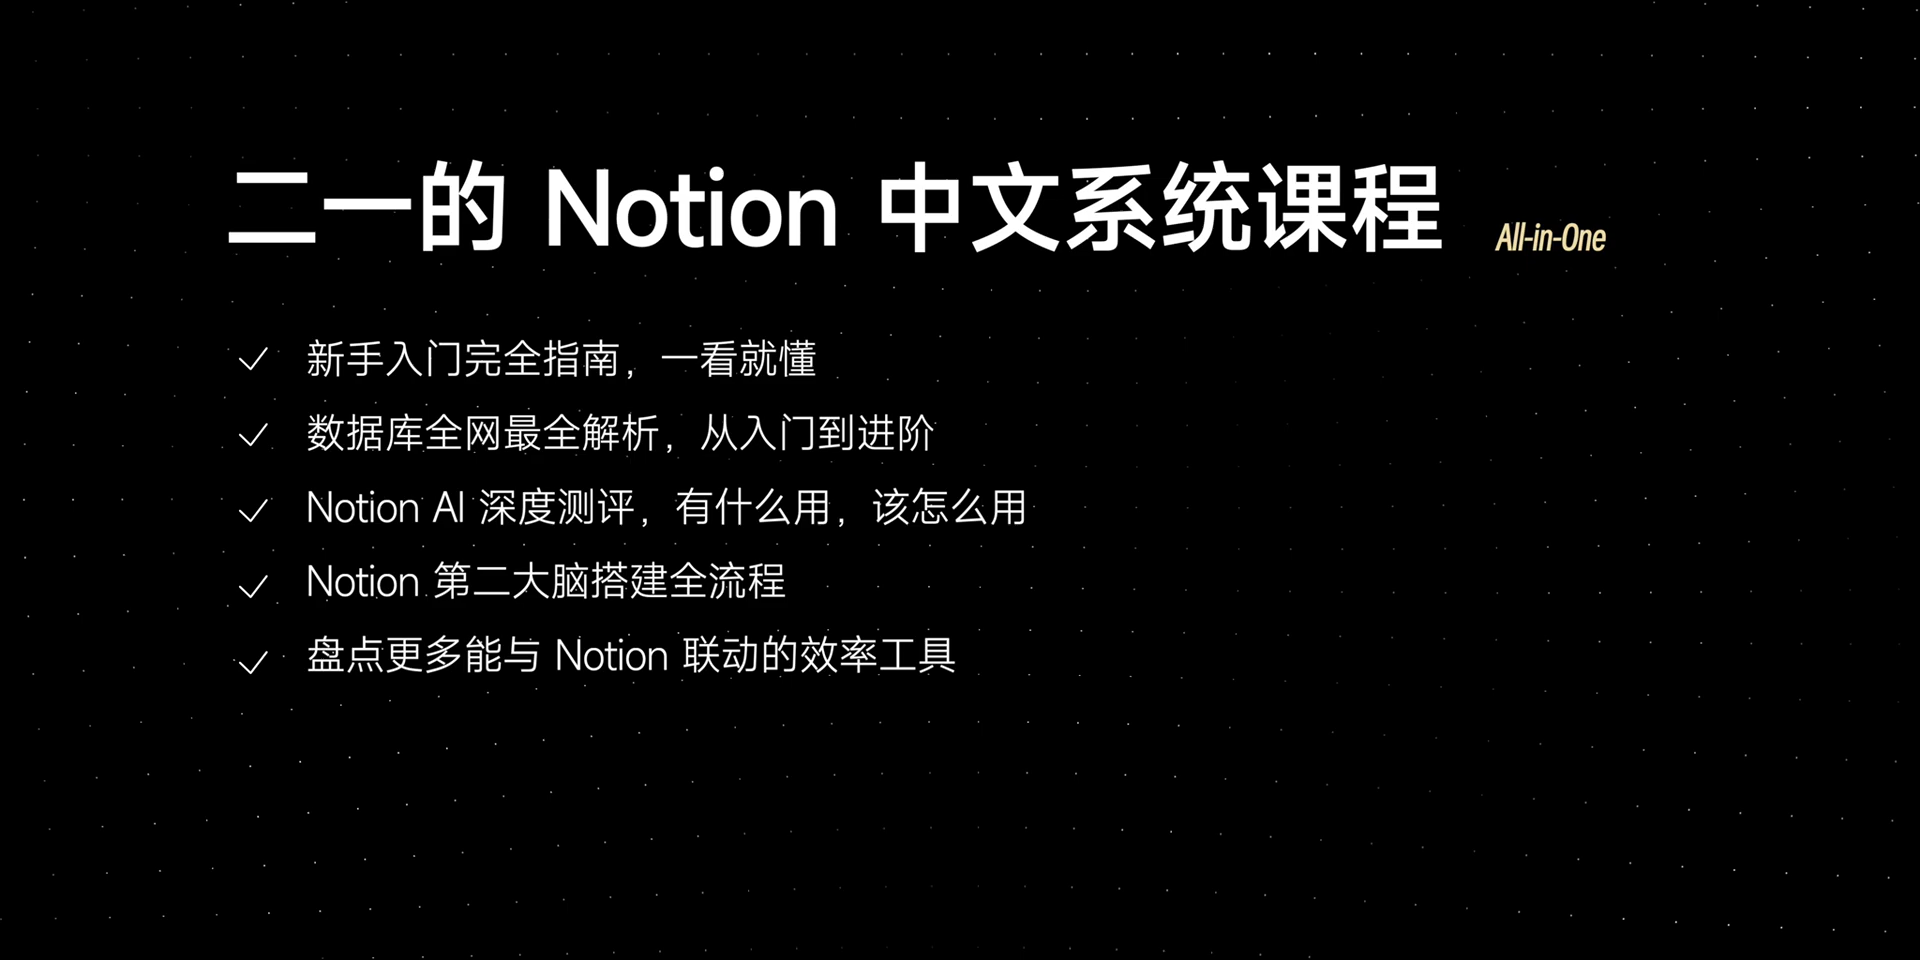 二一的 Notion 中文系统课程 All-in-One
新手入门完全指南，一看就懂
数据库全网最全解析，从入门到进阶
Notion AI 深度测评，有什么用，该怎么用
Notion 第二大脑搭建全流程
盘点更多能与 Notion 联动的效率工具